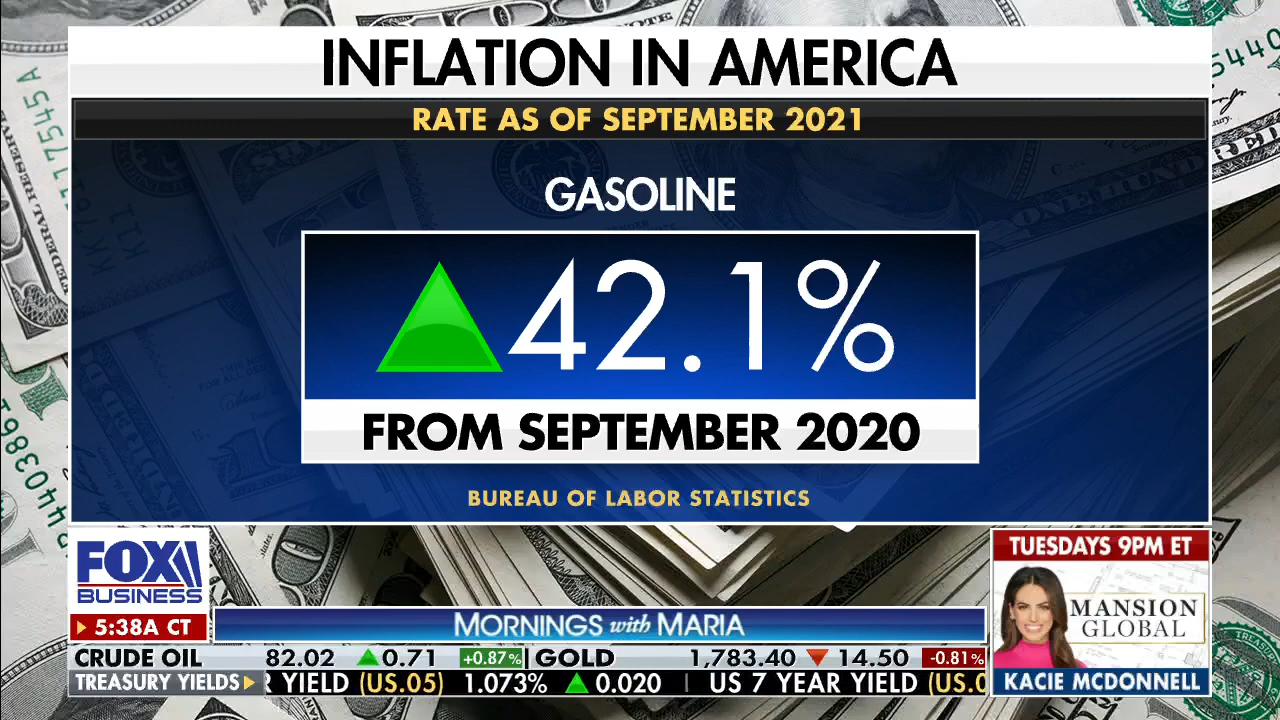 INFLATION IN AMERICA
RATE AS OF SEPTEMBER 2021
GASOLINE
42.1%
FROM SEPTEMBER 2020
BUREAU OF LABOR STATISTICS
FOX
BUSINESS
5:38A CT
MORNINGS with MARIA
TUESDAYS 9PM ET
MANSION
GLOBAL
KACIE MCDONNELL
CRUDE OIL 82.02 0.71 +0.87% GOLD 1,783.40 14.50 -0.81%
TREASURY YIELDS R YIELD (US.05) 1.073% 0.020 US 7 YEAR YIELD (US.0